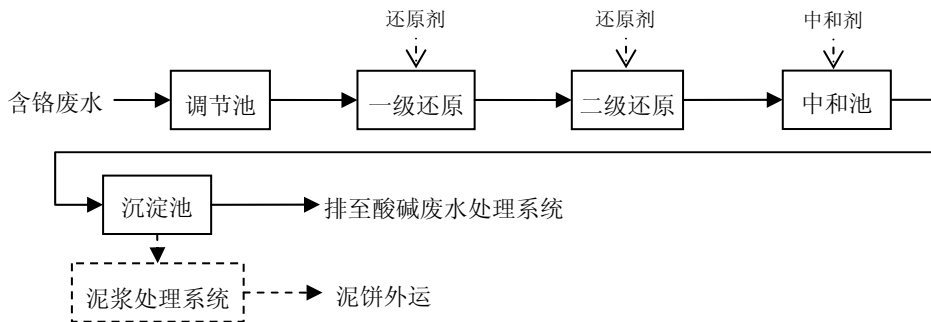 还原剂
还原剂
中和剂
含铬废水
调节池
一级还原
二级还原
中和池
沉淀池
排至酸碱废水处理系统
泥浆处理系统
泥饼外运